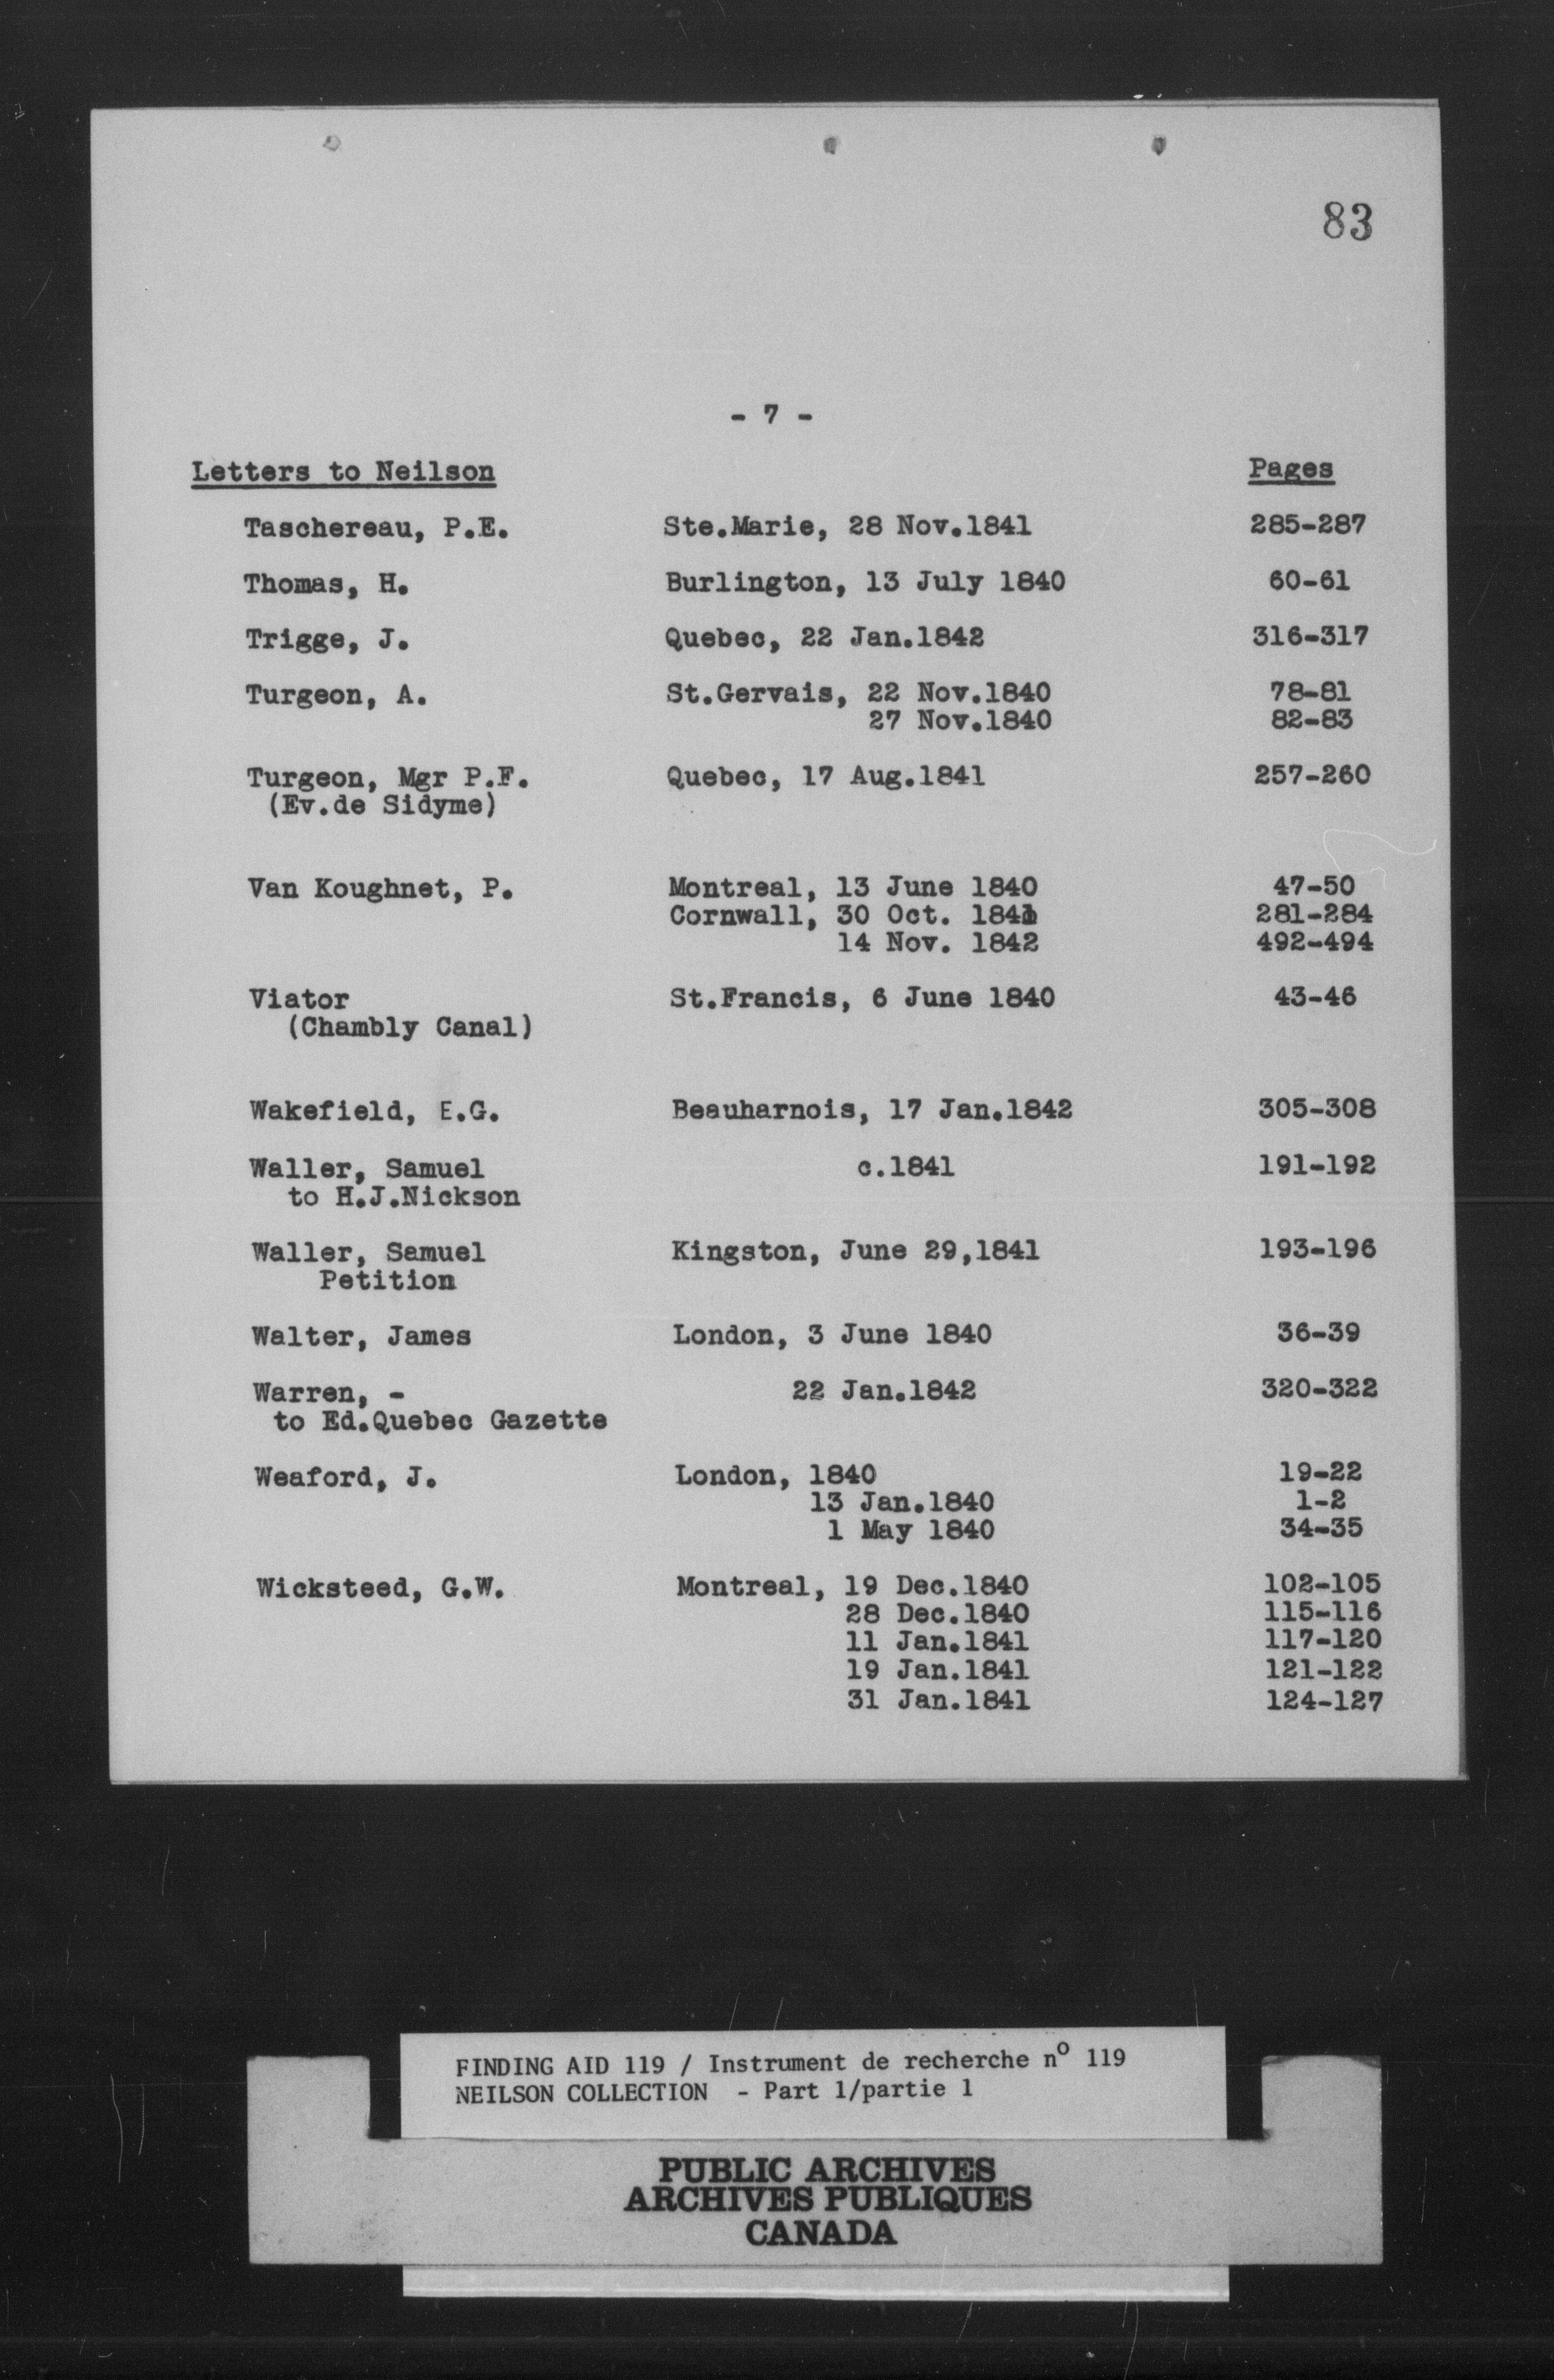 83
- 7 -
Letters to Neilson Pages
Taschereau, P.E. Ste.Marie, 28 Nov.1841 285-287
Thomas, H. Burlington, 13 July 1840 60-61
Trigge, J. Quebec, 22 Jan.1842 316-317
Turgeon, A. St.Gervais, 22 Nov.1840 78-81
27 Nov.1840 82-83
Turgeon, Mgr P.F. Quebec, 17 Aug.1841 257-260
(Ev.de Sidyme)
Van Koughnet, P. Montreal, 13 June 1840 47-50
Cornwall, 30 Oct. 1841 281-284
14 Nov. 1842 492-494
Viator St.Francis, 6 June 1840 43-46
(Chambly Canal)
Wakefield, E.G. Beauharnois, 17 Jan.1842 305-308
Waller, Samuel c.1841 191-192
to H.J.Nickson
Waller, Samuel Kingston, June 29,1841 193-196
Petition
Walter, James London, 3 June 1840 36-39
Warren, - 22 Jan.1842 320-322
to Ed.Quebec Gazette
Weaford, J. London, 1840 19-22
13 Jan.1840 1-2
1 May 1840 34-35
Wicksteed, G.W. Montreal, 19 Dec.1840 102-105
28 Dec.1840 115-116
11 Jan.1841 117-120
19 Jan.1841 121-122
31 Jan.1841 124-127
FINDING AID 119 / Instrument de recherche nº 119
NEILSON COLLECTION - Part 1/partie 1
PUBLIC ARCHIVES
ARCHIVES PUBLIQUES
CANADA